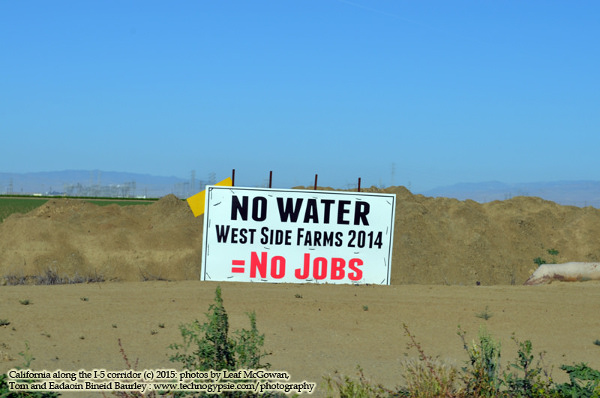 NO WATER
WEST SIDE FARMS 2014
=NO JOBS
California along the I-5 corridor (c) 2015: photos by Leaf McGowan,
Tom and Eadaoin Bineid Baurley : www.technogypsie.com/photography